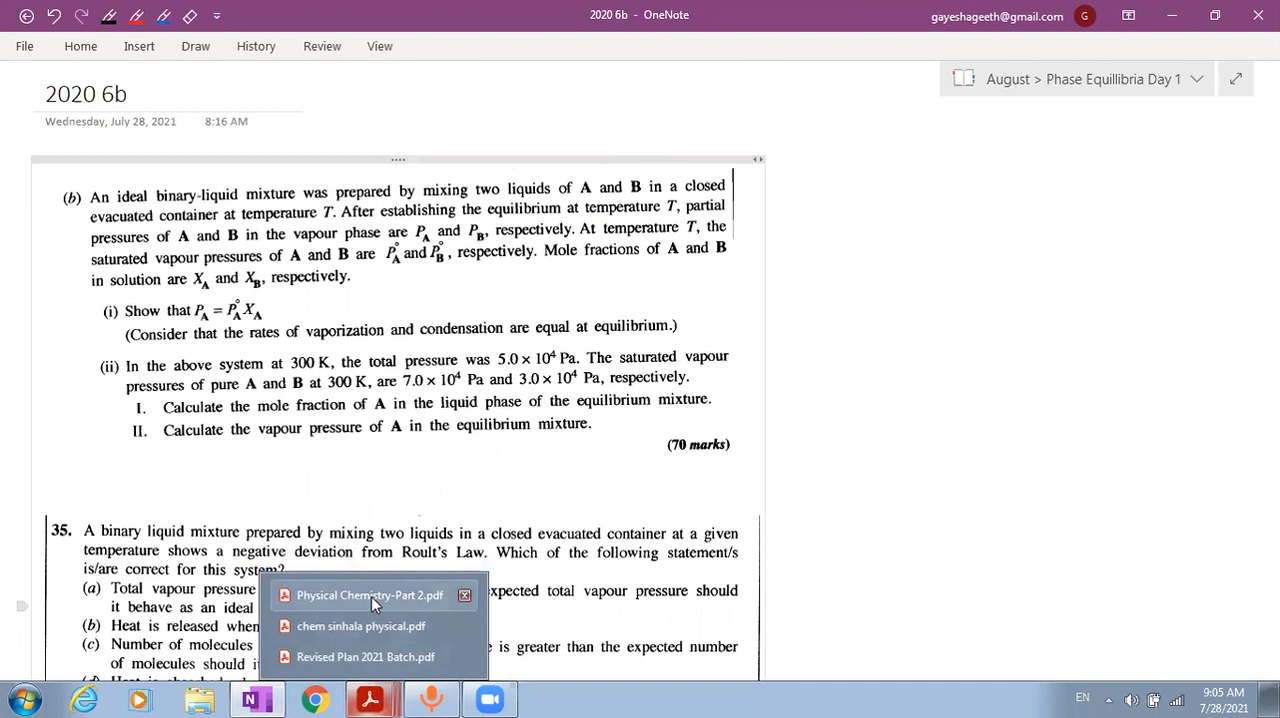 2020 6b - OneNote
gayeshageeth@gmail.com
G
File Home Insert Draw History Review View
August > Phase Equillibria Day 1
2020 6b
Wednesday, July 28, 2021 8:16 AM
(b) An ideal binary-liquid mixture was prepared by mixing two liquids of A and B in a closed
evacuated container at temperature T. After establishing the equilibrium at temperature T, partial
pressures of A and B in the vapour phase are P_A and P_B, respectively. At temperature T, the
saturated vapour pressures of A and B are P°_A and P°_B, respectively. Mole fractions of A and B
in solution are X_A and X_B, respectively.
(i) Show that P_A = P°_A X_A
(Consider that the rates of vaporization and condensation are equal at equilibrium.)
(ii) In the above system at 300 K, the total pressure was 5.0 × 10⁴ Pa. The saturated vapour
pressures of pure A and B at 300 K, are 7.0 × 10⁴ Pa and 3.0 × 10⁴ Pa, respectively.
I. Calculate the mole fraction of A in the liquid phase of the equilibrium mixture.
II. Calculate the vapour pressure of A in the equilibrium mixture.
(70 marks)
35. A binary liquid mixture prepared by mixing two liquids in a closed evacuated container at a given
temperature shows a negative deviation from Roult's Law. Which of the following statement/s
is/are correct for this system?
(a) Total vapour pressure xpected total vapour pressure should
it behave as an ideal
(b) Heat is released when
(c) Number of molecules e is greater than the expected number
of molecules should it
Physical Chemistry-Part 2.pdf
chem sinhala physical.pdf
Revised Plan 2021 Batch.pdf
EN
9:05 AM
7/28/2021